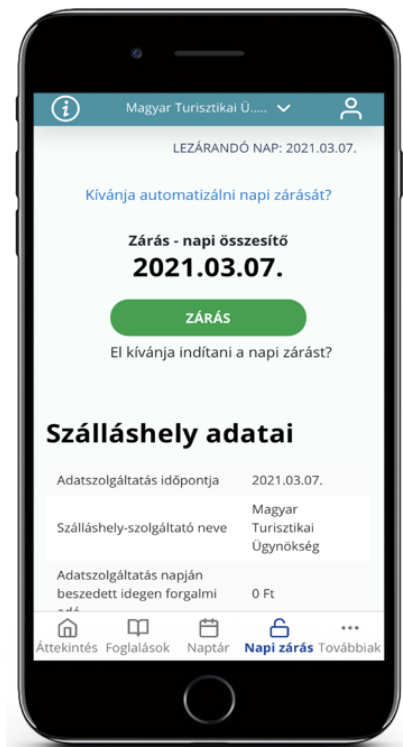 Magyar Turisztikai Ü.....
LEZÁRANDÓ NAP: 2021.03.07.
Kívánja automatizálni napi zárását?
Zárás - napi összesítő
2021.03.07.
ZÁRÁS
El kívánja indítani a napi zárást?
Szálláshely adatai
Adatszolgáltatás időpontja 2021.03.07.
Szálláshely-szolgáltató neve Magyar
Turisztikai
Ügynökség
Adatszolgáltatás napján
beszedett idegen forgalmi 0 Ft
adó
Áttekintés Foglalások Naptár Napi zárás Továbbiak